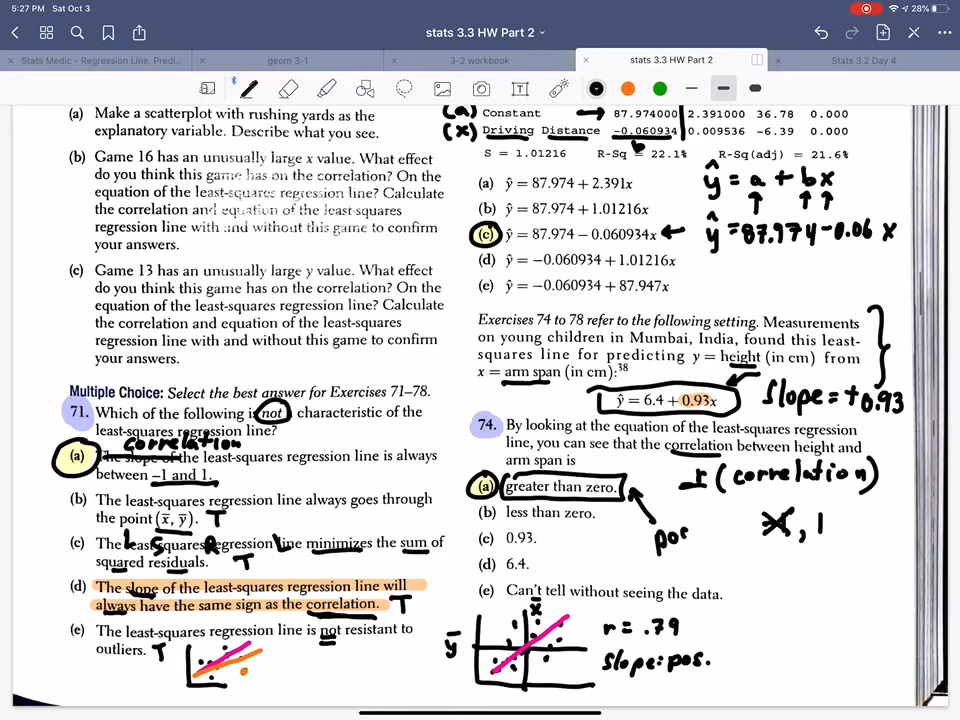 5:27 PM Sat Oct 3
28%
stats 3.3 HW Part 2
Stats Medic - Regression Line, Predi...
geom 3-1
3-2 workbook
stats 3.3 HW Part 2
Stats 3.2 Day 4
(a) Make a scatterplot with rushing yards as the
explanatory variable. Describe what you see.
(b) Game 16 has an unusually large x value. What effect
do you think this game has on the correlation? On the
equation of the least-squares regression line? Calculate
the correlation and equation of the least-squares
regression line with and without this game to confirm
your answers.
(c) Game 13 has an unusually large y value. What effect
do you think this game has on the correlation? On the
equation of the least-squares regression line? Calculate
the correlation and equation of the least-squares
regression line with and without this game to confirm
your answers.
Multiple Choice: Select the best answer for Exercises 71–78.
71. Which of the following is not a characteristic of the
least-squares regression line?
correlation
(a) The slope of the least-squares regression line is always
between −1 and 1.
(b) The least-squares regression line always goes through
the point (x̄, ȳ). T
L S R L
(c) The least-squares regression line minimizes the sum of
squared residuals. T
(d) The slope of the least-squares regression line will
always have the same sign as the correlation. T
(e) The least-squares regression line is not resistant to
outliers. T
(a) Constant 87.974000 2.391000 36.78 0.000
(x) Driving Distance −0.060934 0.009536 −6.39 0.000
b
S = 1.01216 R-Sq = 22.1% R-Sq(adj) = 21.6%
(a) ŷ = 87.974 + 2.391x
(b) ŷ = 87.974 + 1.01216x
(c) ŷ = 87.974 − 0.060934x
(d) ŷ = −0.060934 + 1.01216x
(e) ŷ = −0.060934 + 87.947x
ŷ = a + bx
ŷ = 87.974 - 0.06 x
Exercises 74 to 78 refer to the following setting. Measurements
on young children in Mumbai, India, found this least-
squares line for predicting y = height (in cm) from
x = arm span (in cm):38
ŷ = 6.4 + 0.93x
slope = +0.93
74. By looking at the equation of the least-squares regression
line, you can see that the correlation between height and
arm span is
r (correlation)
(a) greater than zero.
(b) less than zero.
pos
, 1
(c) 0.93.
(d) 6.4.
(e) Can't tell without seeing the data.
x̄
ȳ
r = .79
slope: pos.